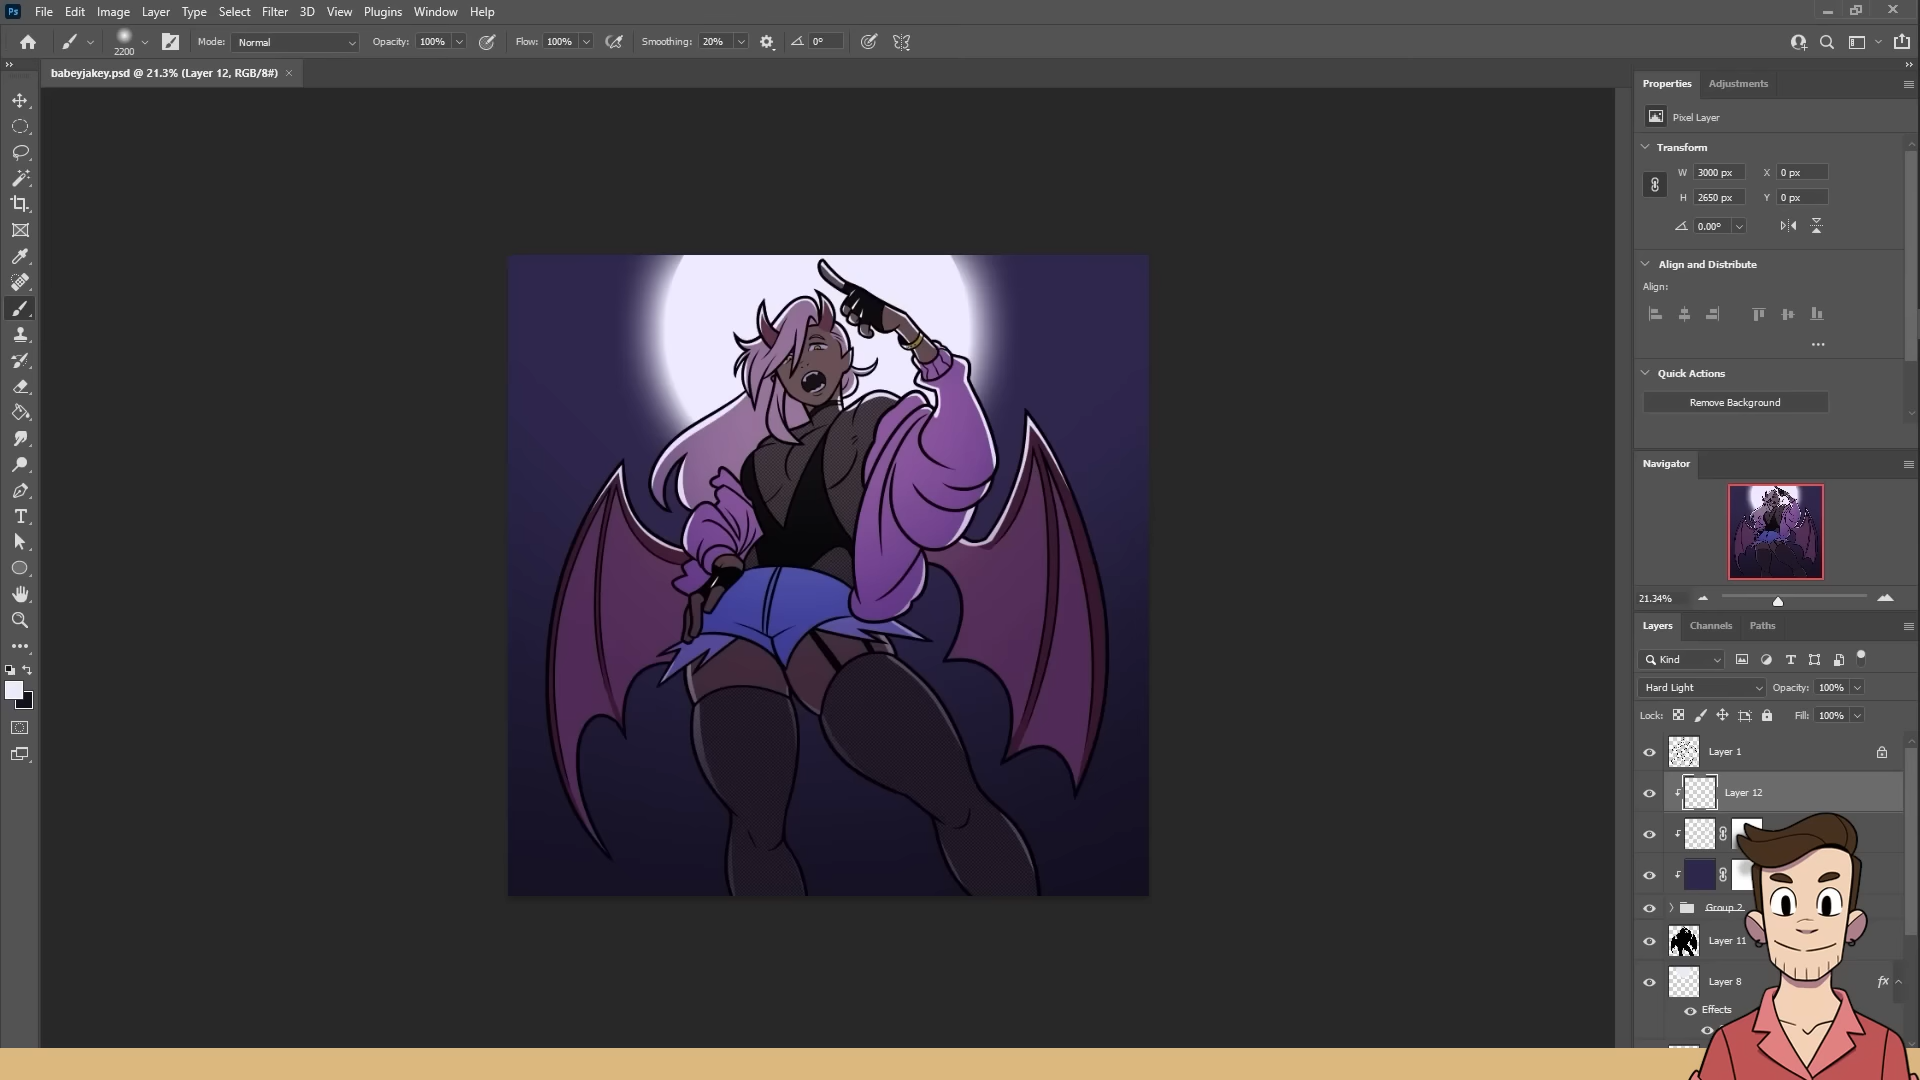 Ps File Edit Image Layer Type Select Filter 3D View Plugins Window Help
2200 Mode: Normal Opacity: 100% Flow: 100% Smoothing: 20% 0°
babeyjakey.psd @ 21.3% (Layer 12, RGB/8#) ×
Properties Adjustments
Pixel Layer
Transform
W 3000 px X 0 px
H 2650 px Y 0 px
0.00°
Align and Distribute
Align:
Quick Actions
Remove Background
Navigator
21.34%
Layers Channels Paths
Kind
Hard Light Opacity: 100%
Lock: Fill: 100%
Layer 1
Layer 12
Group 2
Layer 11
Layer 8 fx
Effects